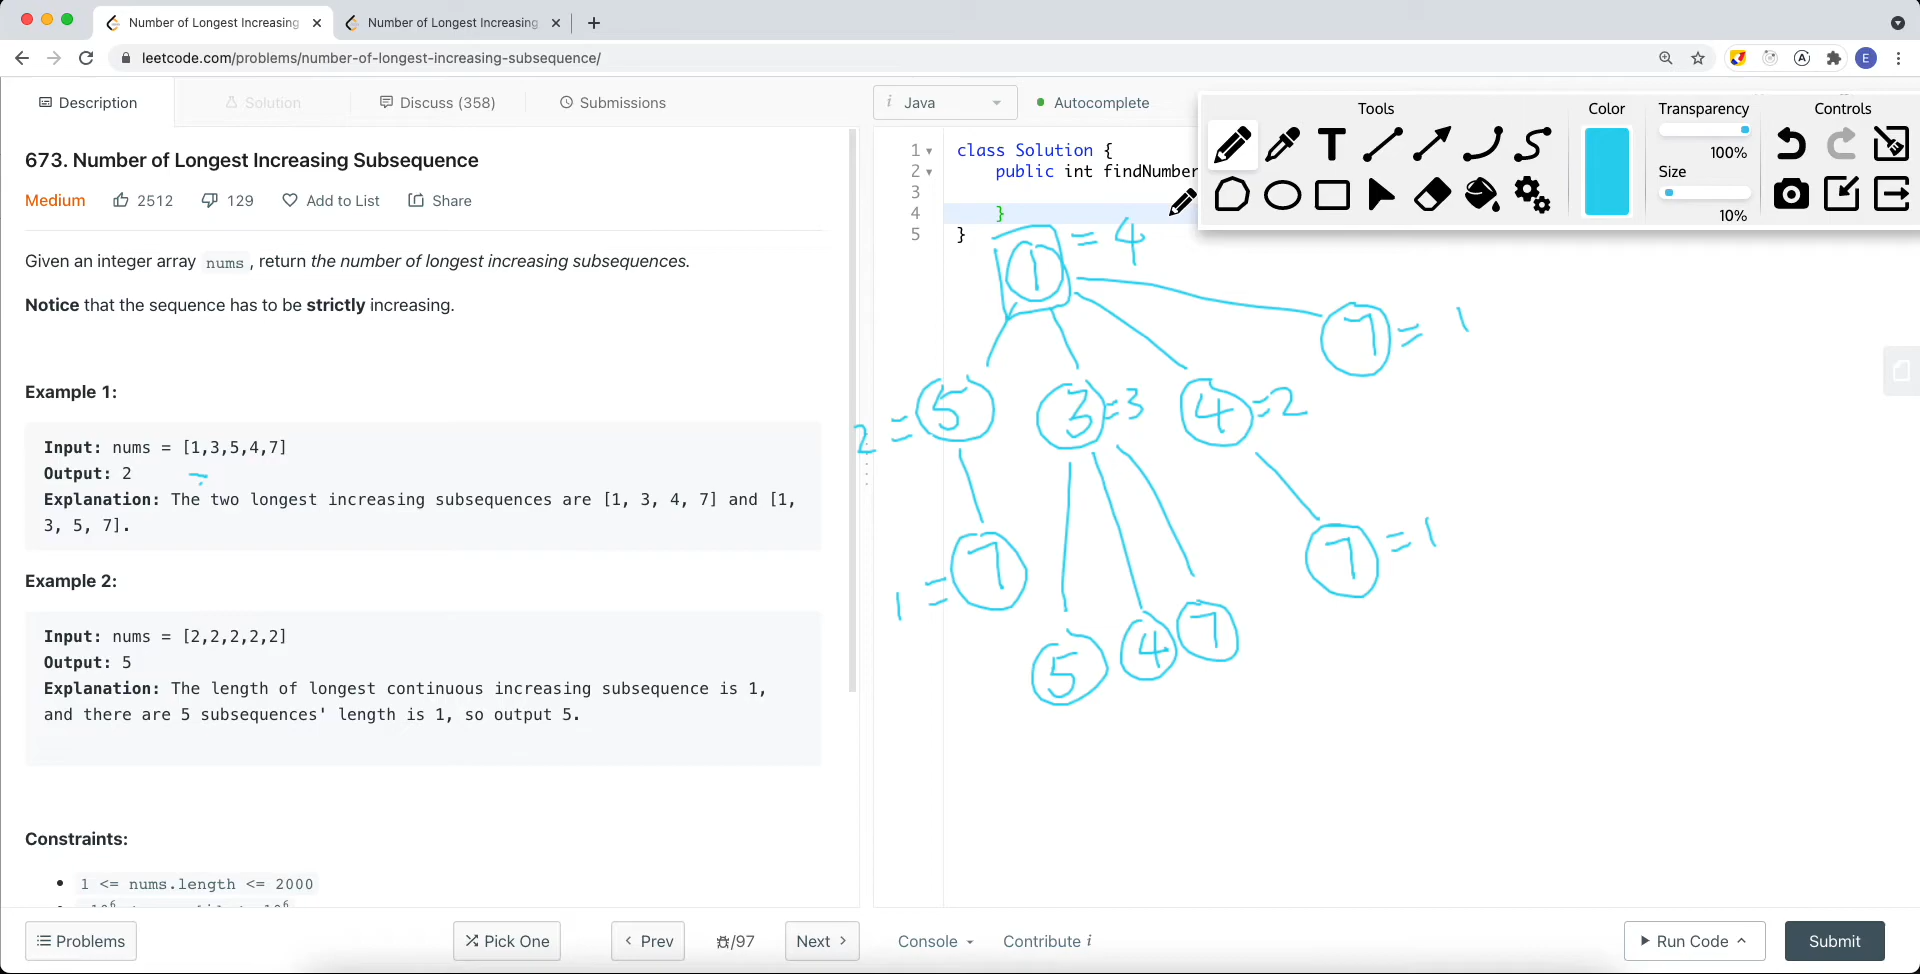 Number of Longest Increasing
Number of Longest Increasing
leetcode.com/problems/number-of-longest-increasing-subsequence/
E
Description
Solution
Discuss (358)
Submissions
673. Number of Longest Increasing Subsequence
Medium 2512 129 Add to List Share
Given an integer array nums , return the number of longest increasing subsequences.
Notice that the sequence has to be strictly increasing.
Example 1:
Input: nums = [1,3,5,4,7]
Output: 2
Explanation: The two longest increasing subsequences are [1, 3, 4, 7] and [1,
3, 5, 7].
Example 2:
Input: nums = [2,2,2,2,2]
Output: 5
Explanation: The length of longest continuous increasing subsequence is 1,
and there are 5 subsequences' length is 1, so output 5.
Constraints:
1 <= nums.length <= 2000
Problems
Pick One
Prev
/97
Next
i Java
Autocomplete
1 class Solution {
2 public int findNumber
3
4 }
5 }
Tools
Color
Transparency
100%
Size
10%
Controls
T
1 = 4
7 = 1
2 = 5
3 = 3
4 = 2
1 = 7
7 = 1
5 4 7
Console
Contribute i
Run Code
Submit